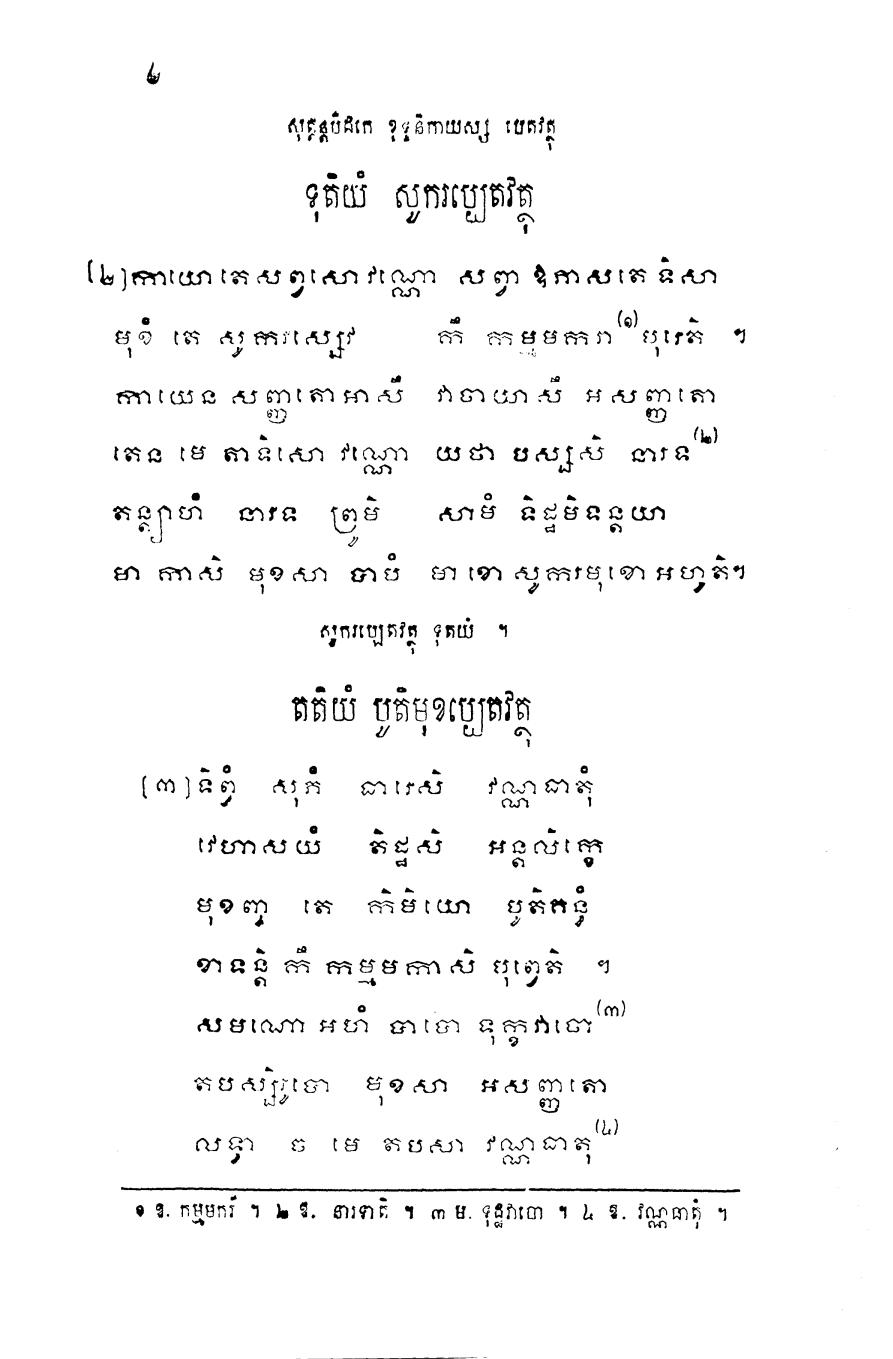 ៤
សុត្តន្តបិដកេ ខុទ្ទនិកាយស្ស បេតវត្ថុ
ទុតិយំ សូករប្បេតវត្ថុ
[២] កាយោ តេ សព្វសោវណ្ណោ សព្វា ឱភាសតេ ទិសា
មុខំ តេ សូករស្សេវ កឹ កម្មមករា(១) បុរេតិ ។
កាយេន សញ្ញតោ អាសឹ វាចាយាសឹ អសញ្ញតោ
តេន មេ តាទិសោ វណ្ណោ យថា បស្សសិ នារទ(២)
តន្ត្យាហំ នារទ ព្រូមិ សាមំ ទិដ្ឋមិទន្តយា
មា កាសិ មុខសា បាបំ មា ខោ សូករមុខោ អហូតិ។
សូករប្បេតវត្ថុ ទុតយំ ។
តតិយំ បូតិមុខប្បេតវត្ថុ
[៣] ទិព្វំ សុភំ ធារេសិ វណ្ណធាតុំ
វេហាសយំ តិដ្ឋសិ អន្តលិក្ខេ
មុខញ្ច តេ កិមិយោ បូតិគន្ធំ
ខាទន្តិ កឹ កម្មមកាសិ បុព្វេតិ ។
សមណោ អហំ បាបោ ទុក្ខវាចោ(៣)
តបស្សិរូបោ មុខសា អសញ្ញតោ
លទ្ធា ច មេ តបសា វណ្ណធាតុ(៤)
១ ឱ. កម្មមករី ។ ២ ឱ. នារទាតិ ។ ៣ ម. ទុដ្ឋវាចោ ។ ៤ ឱ. វណ្ណធាតុំ ។